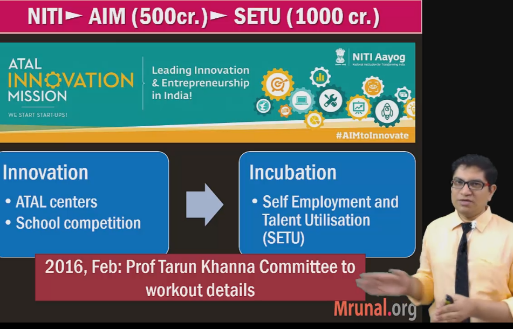 NITI► AIM (500cr.)► SETU (1000 cr.)
ATAL
INNOVATION
MISSION
WE START START-UPS!
Leading Innovation
& Entrepreneurship
in India!
NITI Aayog
#AIMtoInnovate
Innovation
• ATAL centers
• School competition
Incubation
• Self Employment and
Talent Utilisation
(SETU)
2016, Feb: Prof Tarun Khanna Committee to
workout details
Mrunal.org